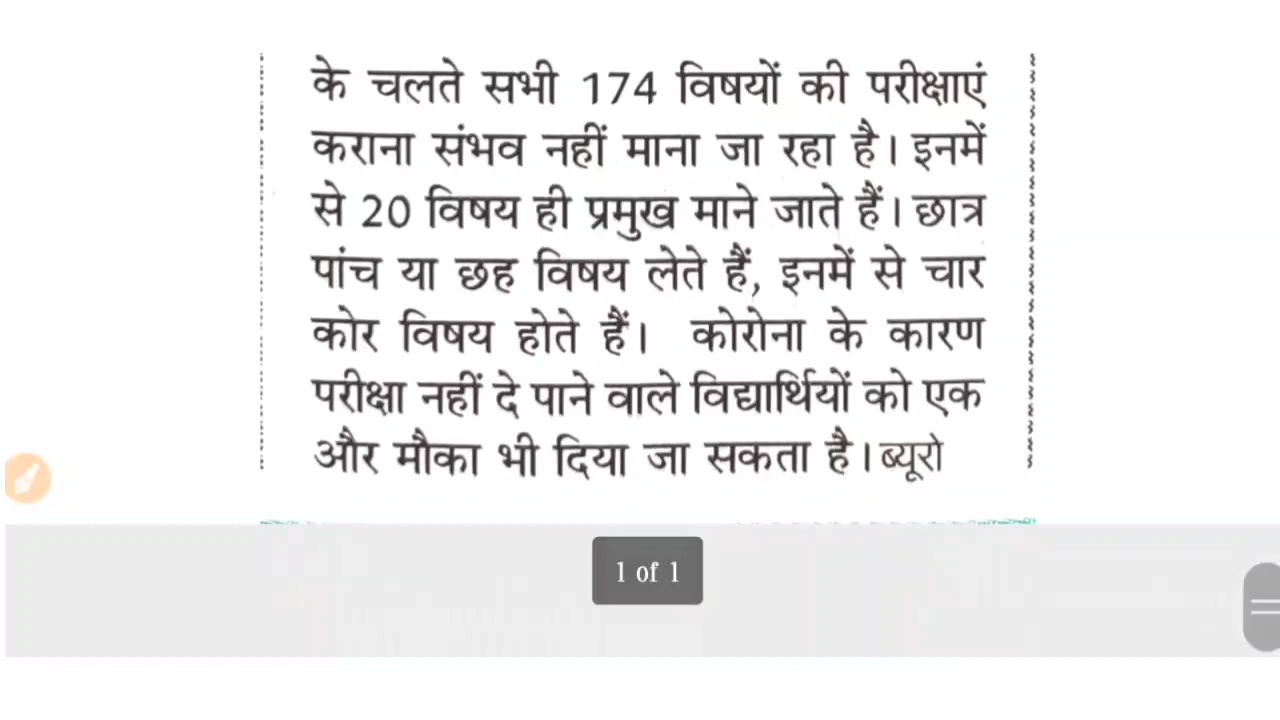 के चलते सभी 174 विषयों की परीक्षाएं
कराना संभव नहीं माना जा रहा है। इनमें
से 20 विषय ही प्रमुख माने जाते हैं। छात्र
पांच या छह विषय लेते हैं, इनमें से चार
कोर विषय होते हैं। कोरोना के कारण
परीक्षा नहीं दे पाने वाले विद्यार्थियों को एक
और मौका भी दिया जा सकता है। ब्यूरो
1 of 1